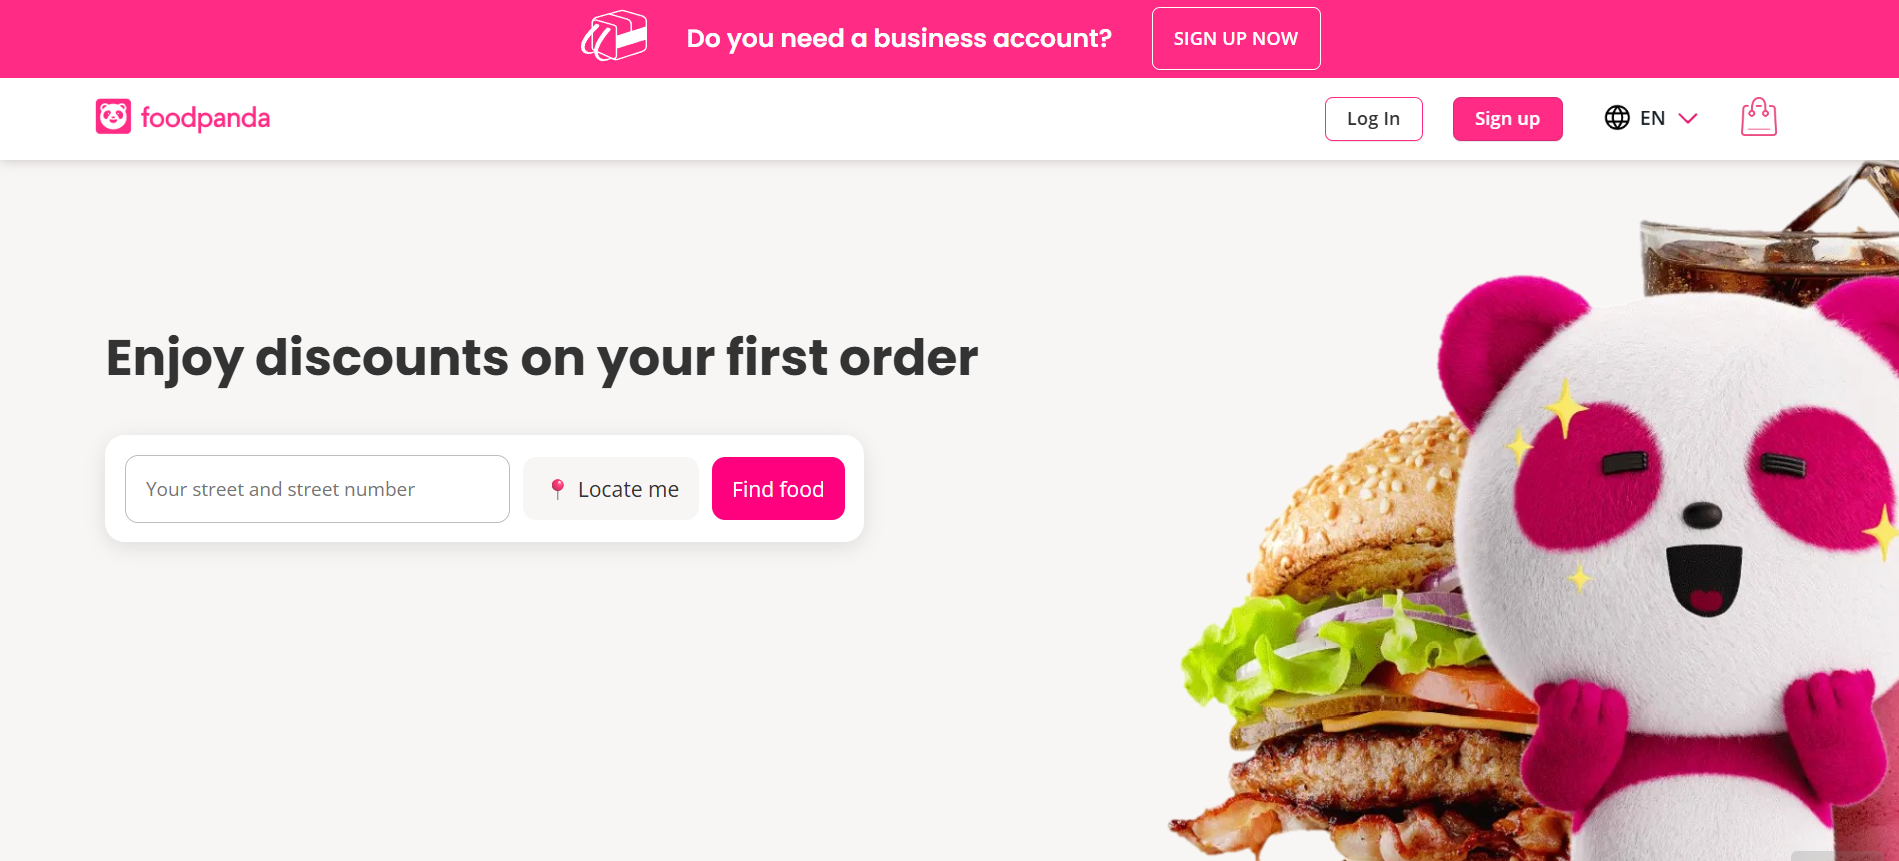 Do you need a business account?
SIGN UP NOW
foodpanda
Log In
Sign up
EN
Enjoy discounts on your first order
Your street and street number
Locate me
Find food